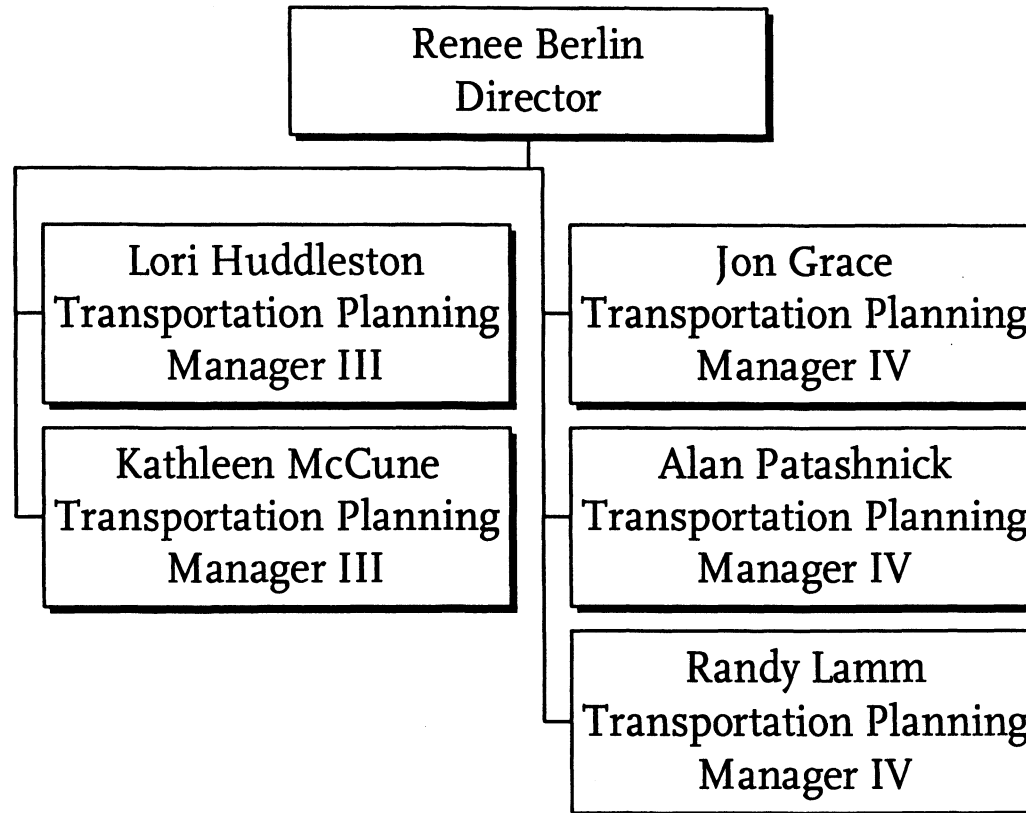 Renee Berlin
Director
Lori Huddleston
Transportation Planning
Manager III
Kathleen McCune
Transportation Planning
Manager III
Jon Grace
Transportation Planning
Manager IV
Alan Patashnick
Transportation Planning
Manager IV
Randy Lamm
Transportation Planning
Manager IV